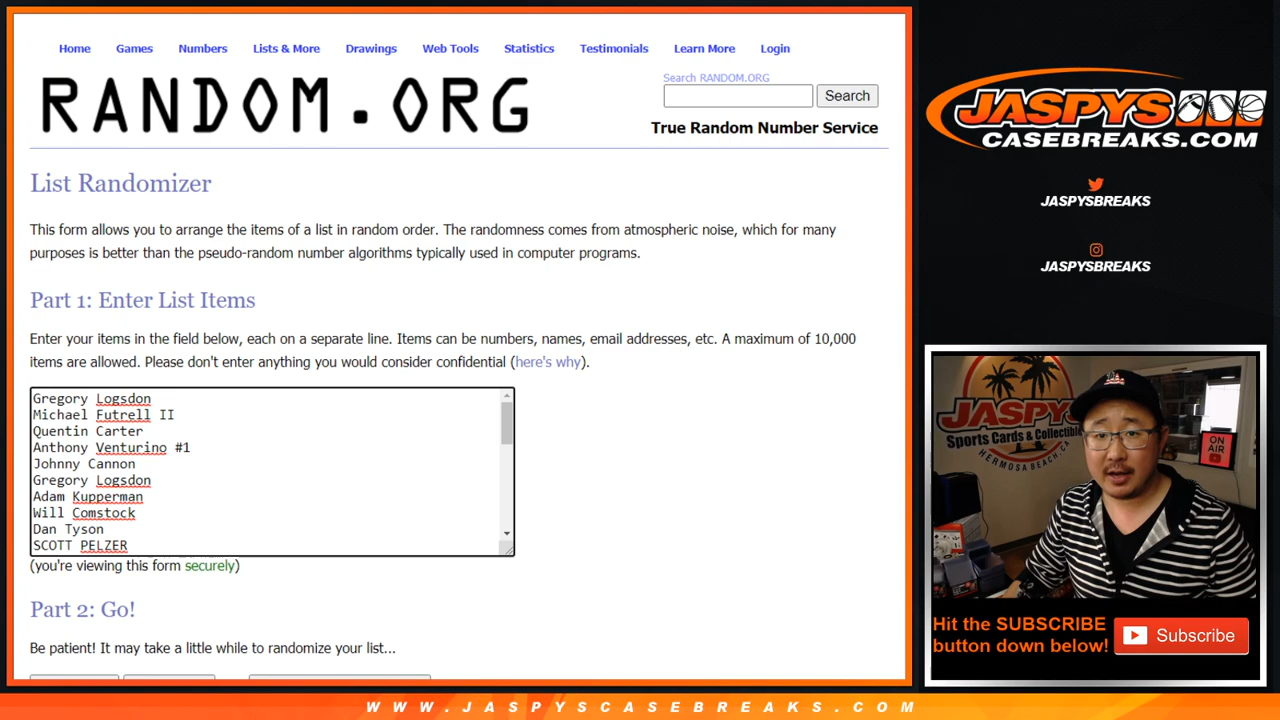 Home Games Numbers Lists & More Drawings Web Tools Statistics Testimonials Learn More Login
RANDOM.ORG
Search RANDOM.ORG
Search
True Random Number Service
List Randomizer
This form allows you to arrange the items of a list in random order. The randomness comes from atmospheric noise, which for many
purposes is better than the pseudo-random number algorithms typically used in computer programs.
Part 1: Enter List Items
Enter your items in the field below, each on a separate line. Items can be numbers, names, email addresses, etc. A maximum of 10,000
items are allowed. Please don't enter anything you would consider confidential (here's why).
Gregory Logsdon
Michael Futrell II
Quentin Carter
Anthony Venturino #1
Johnny Cannon
Gregory Logsdon
Adam Kupperman
Will Comstock
Dan Tyson
SCOTT PELZER
(you're viewing this form securely)
Part 2: Go!
Be patient! It may take a little while to randomize your list...
JASPYS
CASEBREAKS.COM
JASPYSBREAKS
JASPYSBREAKS
JASPYS
Sports Cards & Collectibles
HERMOSA BEACH, CA
ON
AIR
Hit the SUBSCRIBE
button down below!
Subscribe
WWW.JASPYSCASEBREAKS.COM